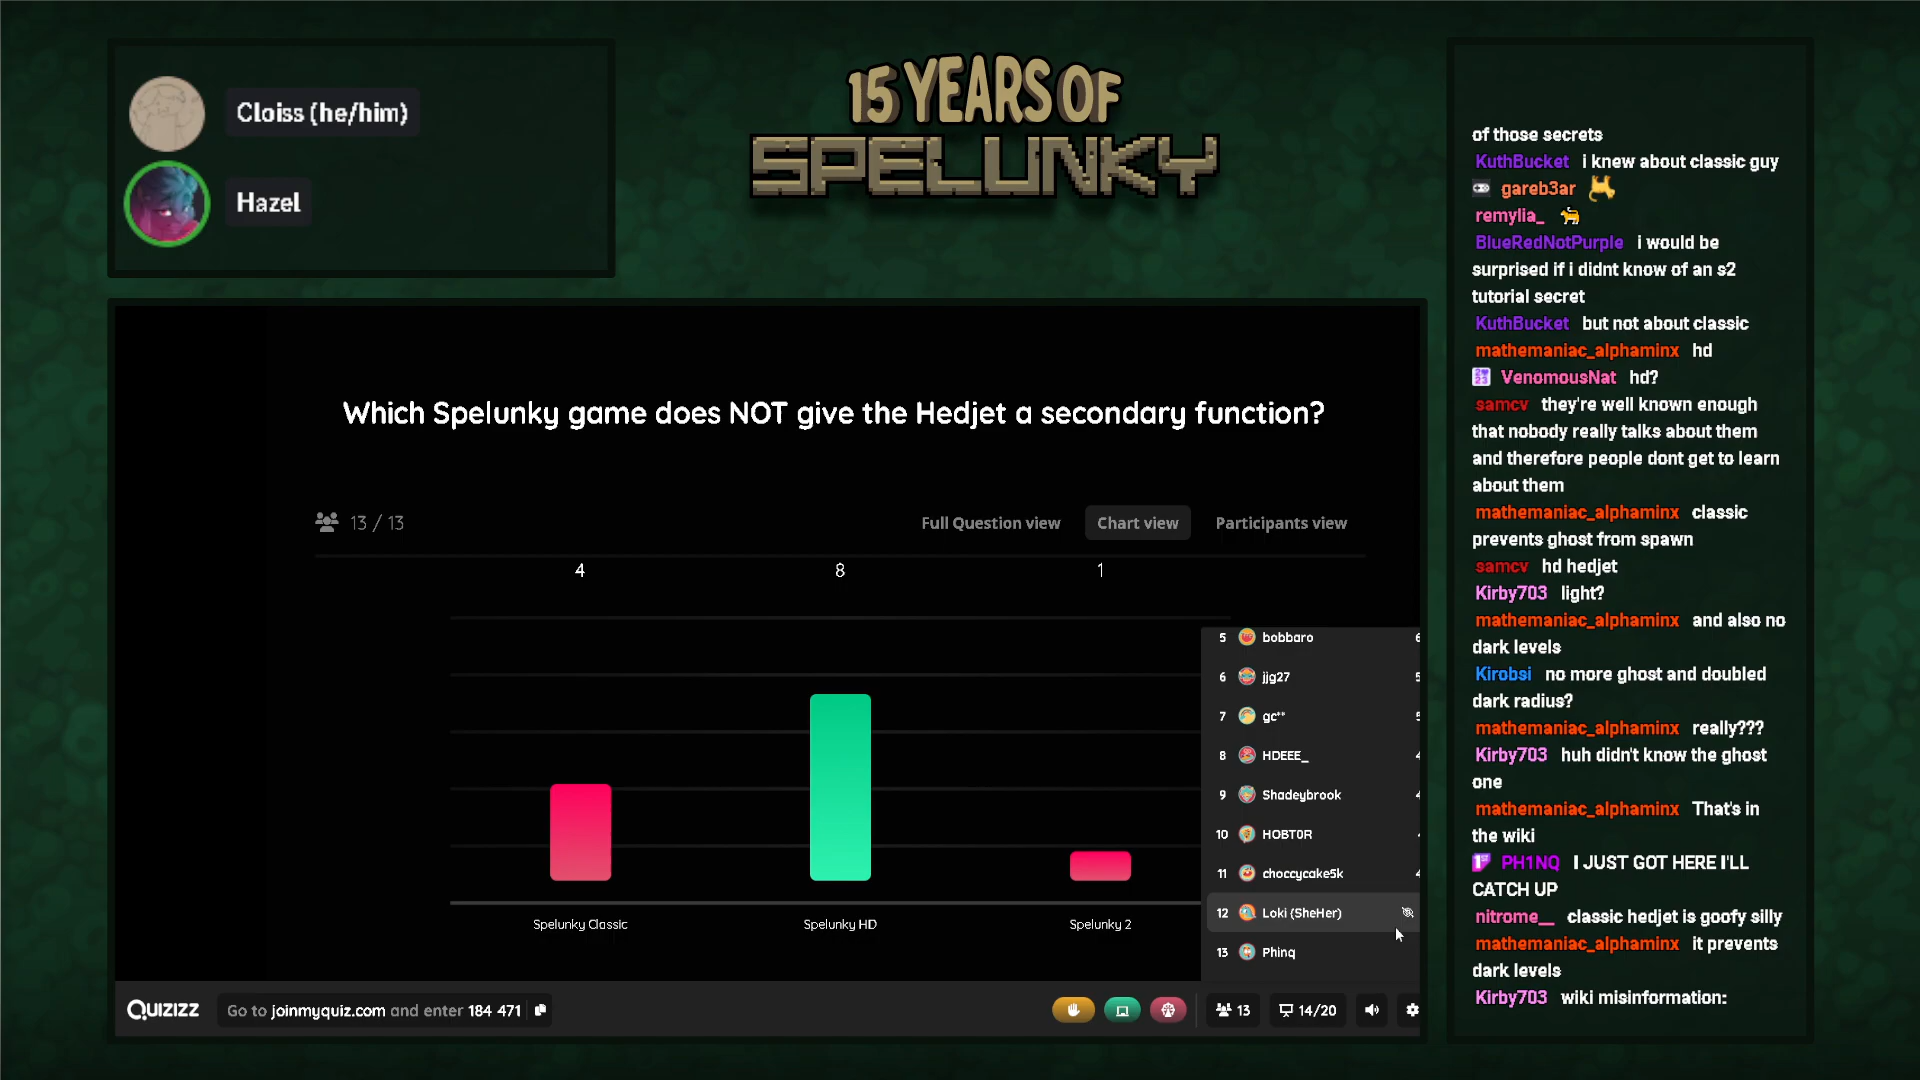 Cloiss (he/him)
Hazel
15 YEARS OF
SPELUNKY
Which Spelunky game does NOT give the Hedjet a secondary function?
13 / 13
Full Question view
Chart view
Participants view
4
8
1
Spelunky Classic
Spelunky HD
Spelunky 2
5 bobbaro 6
6 jjg27 5
7 gc** 5
8 HDEEE_ 4
9 Shadeybrook 4
10 HOBT0R
11 choccycake5k 4
12 Loki (SheHer)
13 Phinq
QUIZIZZ
Go to joinmyquiz.com and enter 184 471
13
14/20
of those secrets
KuthBucket i knew about classic guy
gareb3ar
remylia_
BlueRedNotPurple i would be
surprised if i didnt know of an s2
tutorial secret
KuthBucket but not about classic
mathemaniac_alphaminx hd
VenomousNat hd?
samcv they're well known enough
that nobody really talks about them
and therefore people dont get to learn
about them
mathemaniac_alphaminx classic
prevents ghost from spawn
samcv hd hedjet
Kirby703 light?
mathemaniac_alphaminx and also no
dark levels
Kirobsi no more ghost and doubled
dark radius?
mathemaniac_alphaminx really???
Kirby703 huh didn't know the ghost
one
mathemaniac_alphaminx That's in
the wiki
PH1NQ I JUST GOT HERE I'LL
CATCH UP
nitrome__ classic hedjet is goofy silly
mathemaniac_alphaminx it prevents
dark levels
Kirby703 wiki misinformation: